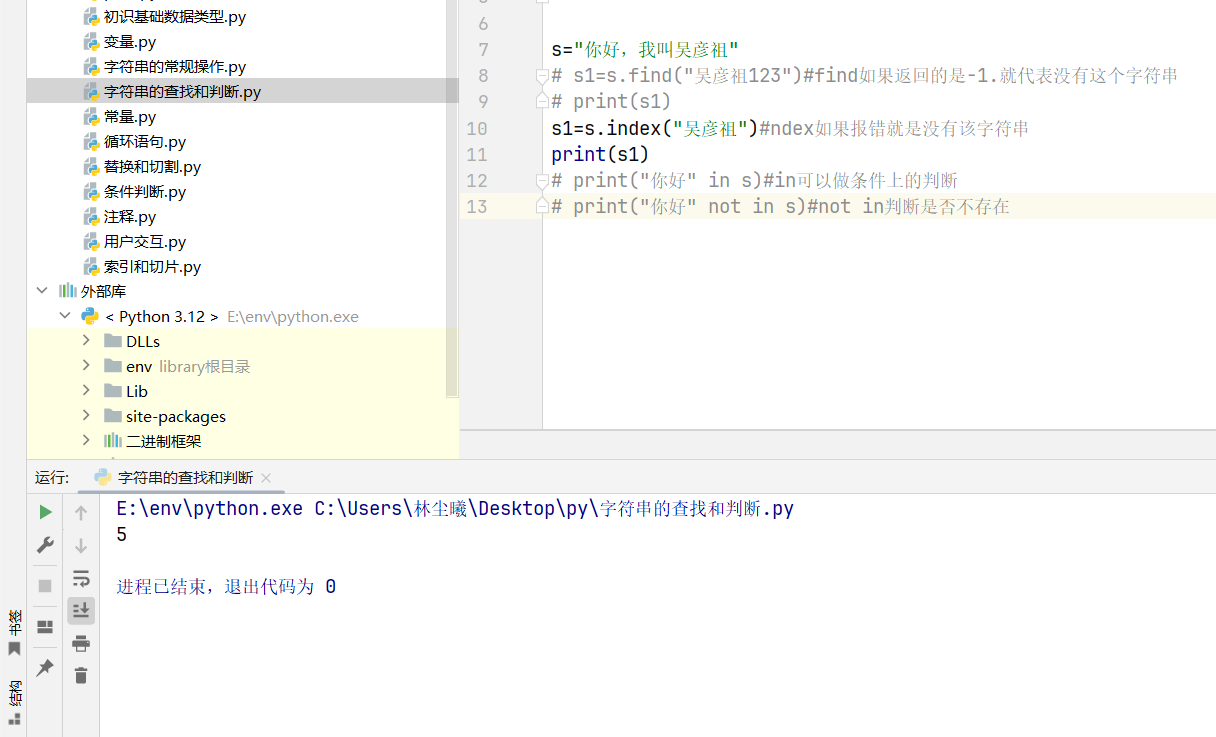 初识基础数据类型.py
变量.py
字符串的常规操作.py
字符串的查找和判断.py
常量.py
循环语句.py
替换和切割.py
条件判断.py
注释.py
用户交互.py
索引和切片.py
外部库
< Python 3.12 > E:\env\python.exe
DLLs
env library根目录
Lib
site-packages
二进制框架
6
7 s="你好，我叫吴彦祖"
8 # s1=s.find("吴彦祖123")#find如果返回的是-1.就代表没有这个字符串
9 # print(s1)
10 s1=s.index("吴彦祖")#ndex如果报错就是没有该字符串
11 print(s1)
12 # print("你好" in s)#in可以做条件上的判断
13 # print("你好" not in s)#not in判断是否不存在
运行: 字符串的查找和判断
E:\env\python.exe C:\Users\林尘曦\Desktop\py\字符串的查找和判断.py
5
进程已结束，退出代码为 0
书签
结构